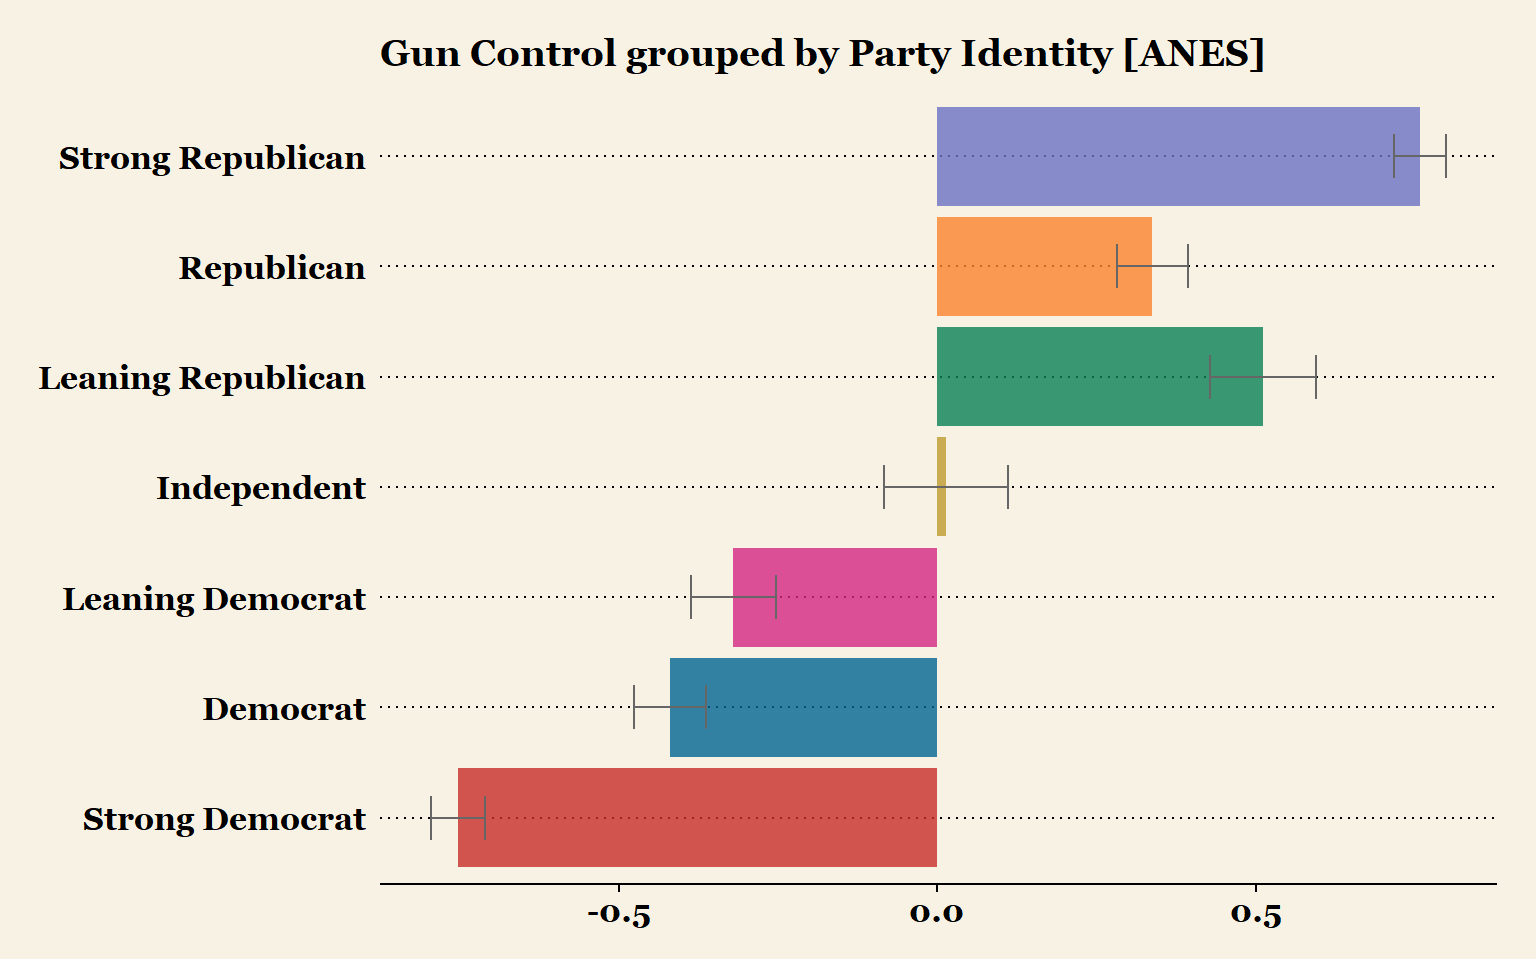 Gun Control grouped by Party Identity [ANES]
Strong Republican
Republican
Leaning Republican
Independent
Leaning Democrat
Democrat
Strong Democrat
-0.5 0.0 0.5